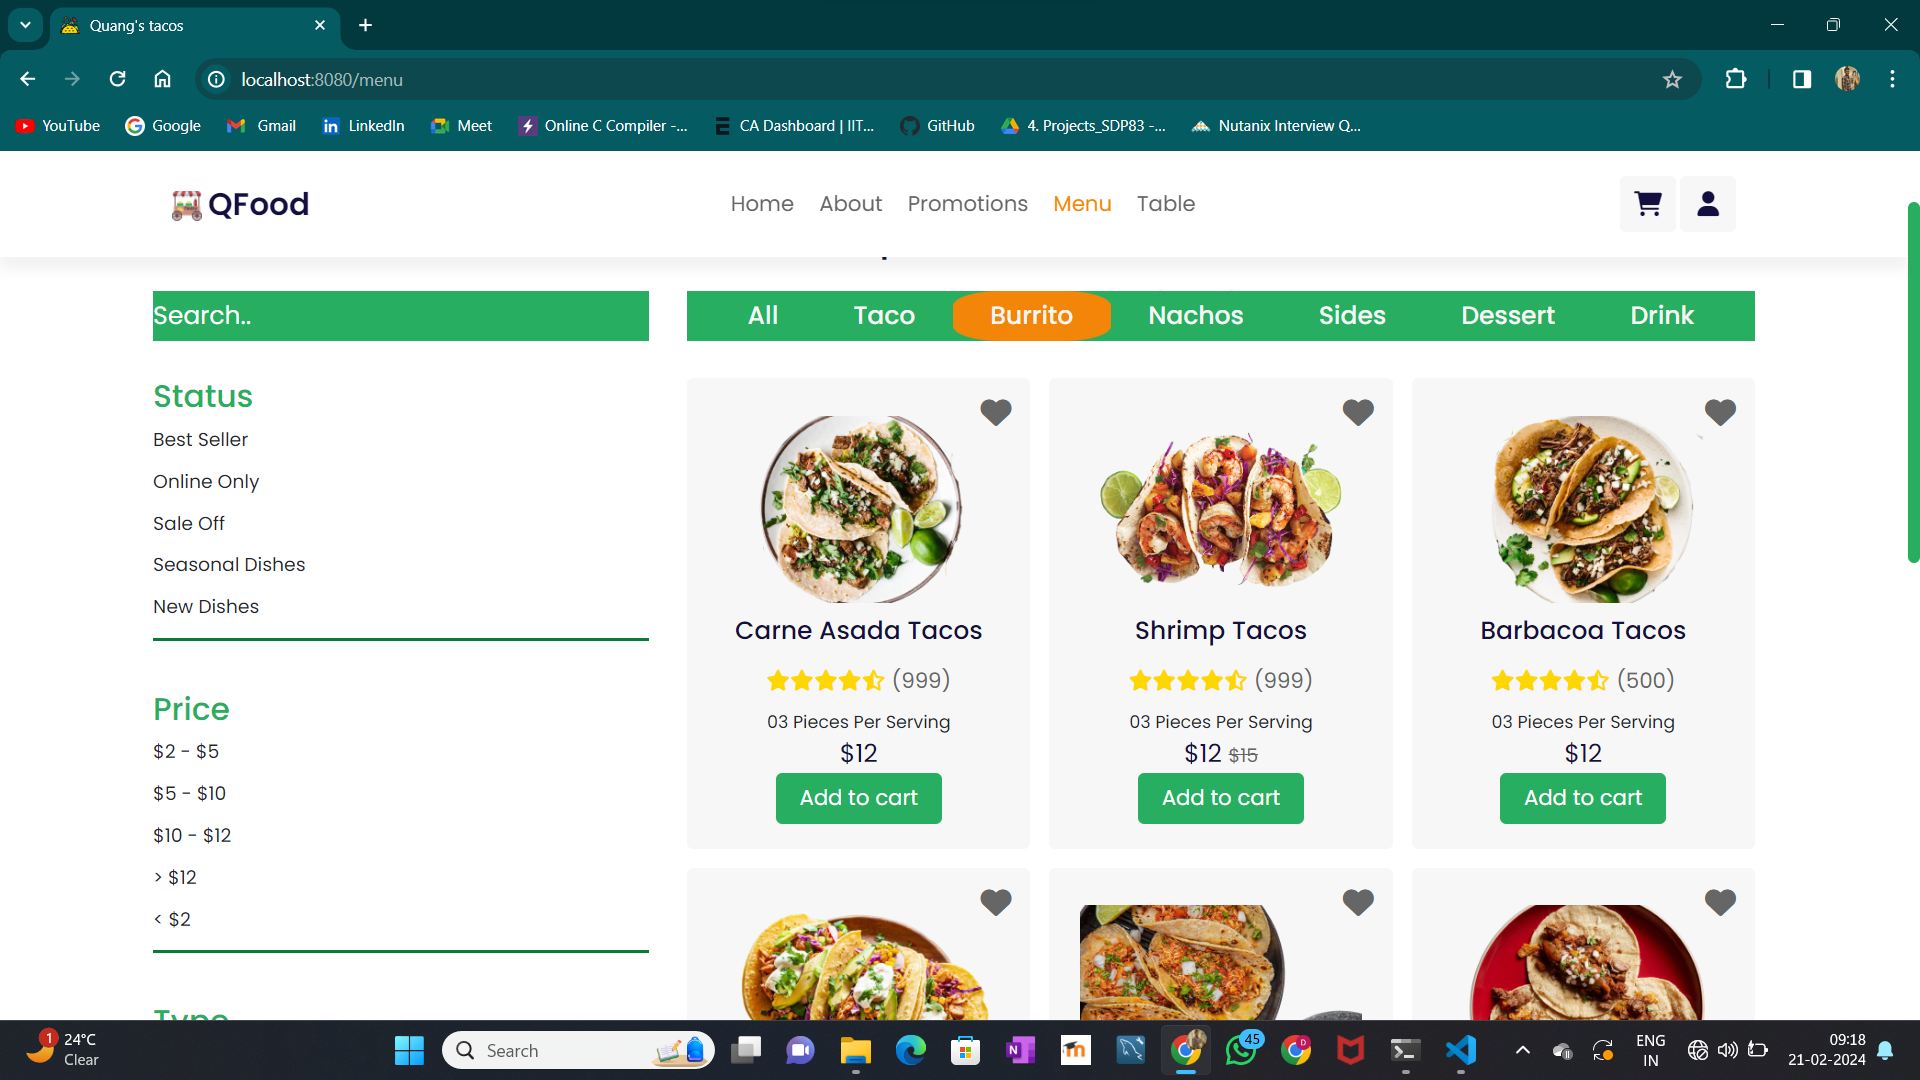 Quang's tacos
localhost:8080/menu
YouTube Google Gmail LinkedIn Meet Online C Compiler -... CA Dashboard | IIT... GitHub 4. Projects_SDP83 -... Nutanix Interview Q...
QFood
Home About Promotions Menu Table
Search..
All Taco Burrito Nachos Sides Dessert Drink
Status
Best Seller
Online Only
Sale Off
Seasonal Dishes
New Dishes
Price
$2 - $5
$5 - $10
$10 - $12
> $12
< $2
Type
Carne Asada Tacos
(999)
03 Pieces Per Serving
$12
Add to cart
Shrimp Tacos
(999)
03 Pieces Per Serving
$12 $15
Add to cart
Barbacoa Tacos
(500)
03 Pieces Per Serving
$12
Add to cart
1
24°C
Clear
Search
N
m
D
45
ENG
IN
09:18
21-02-2024